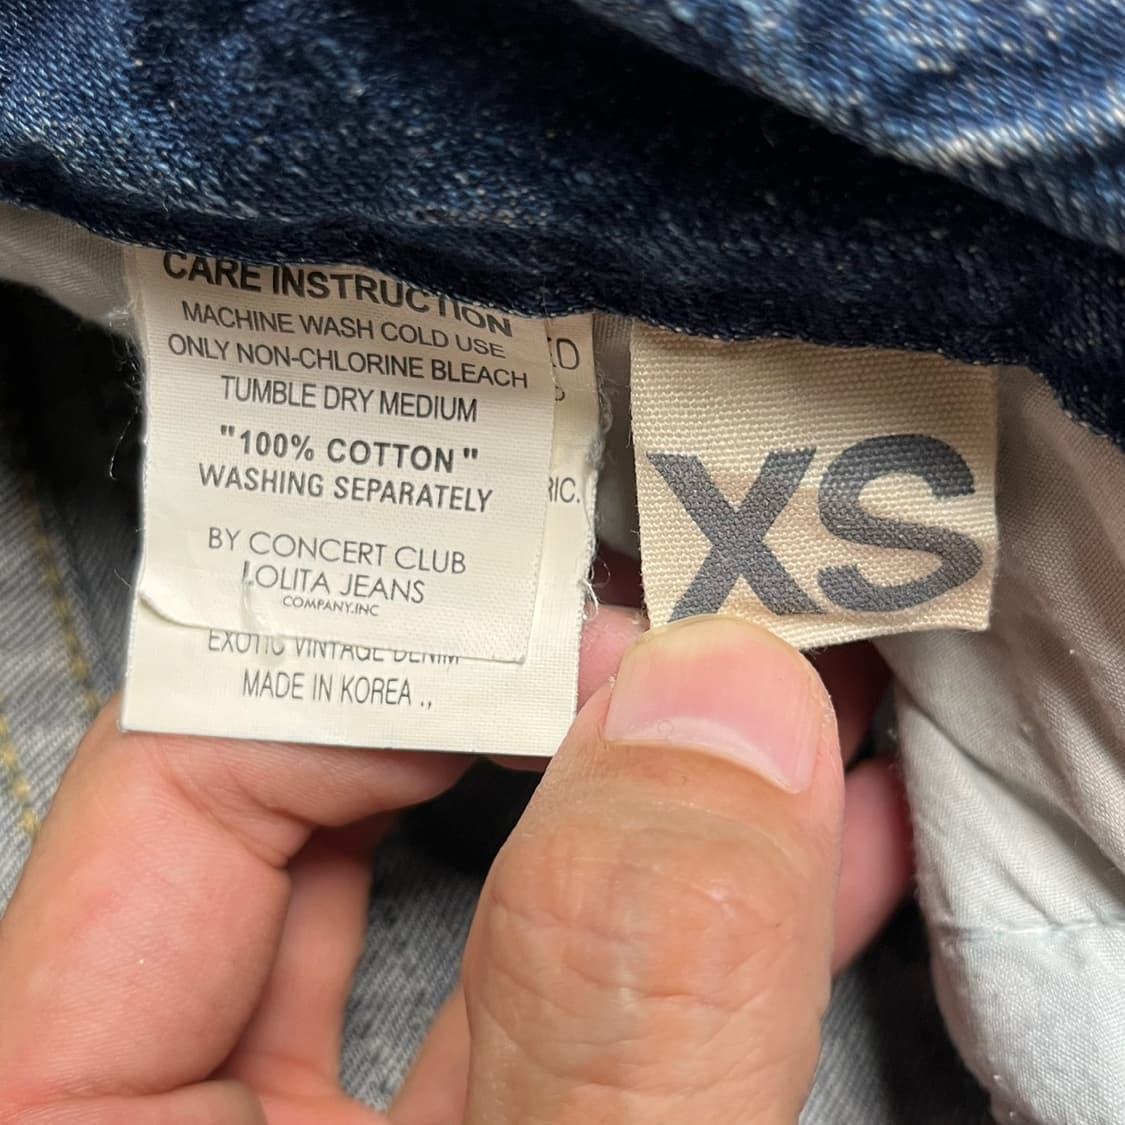 CARE INSTRUCTION
MACHINE WASH COLD USE
ONLY NON-CHLORINE BLEACH
TUMBLE DRY MEDIUM
"100% COTTON"
WASHING SEPARATELY
BY CONCERT CLUB
LOLITA JEANS
COMPANY.INC
EXOTIC VINTAGE DENIM
MADE IN KOREA .,
XS